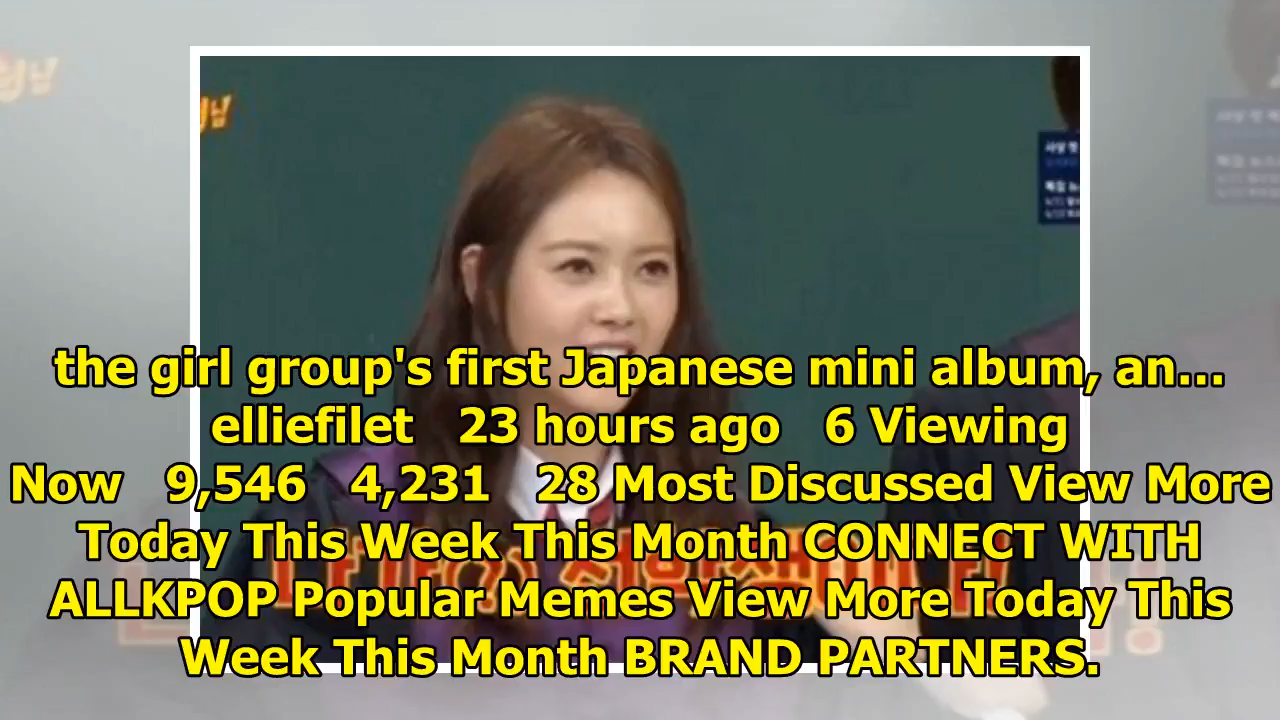 the girl group's first Japanese mini album, an...
elliefilet 23 hours ago 6 Viewing
Now 9,546 4,231 28 Most Discussed View More
Today This Week This Month CONNECT WITH
ALLKPOP Popular Memes View More Today This
Week This Month BRAND PARTNERS.